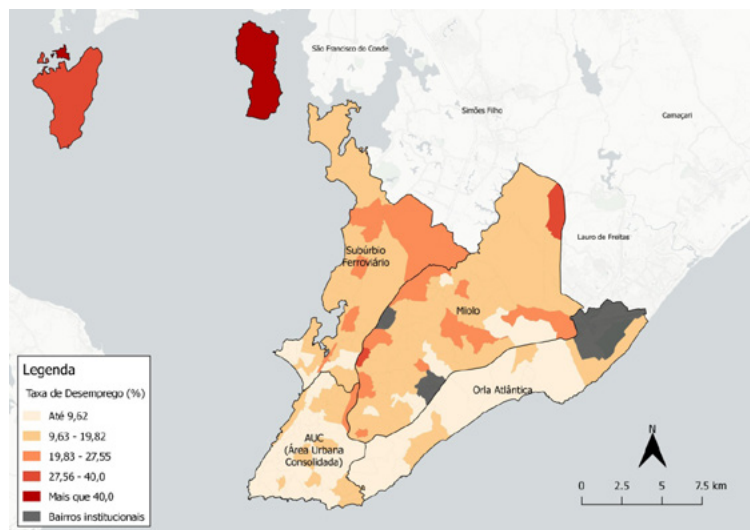 São Francisco do Conde
Simões Filho
Camaçari
Lauro de Freitas
Subúrbio
Ferroviário
Miolo
Orla Atlântica
AUC
(Área Urbana
Consolidada)
Legenda
Taxa de Desemprego (%)
Até 9,62
9,63 - 19,82
19,83 - 27,55
27,56 - 40,0
Mais que 40,0
Bairros institucionais
N
0 2.5 5 7.5 km